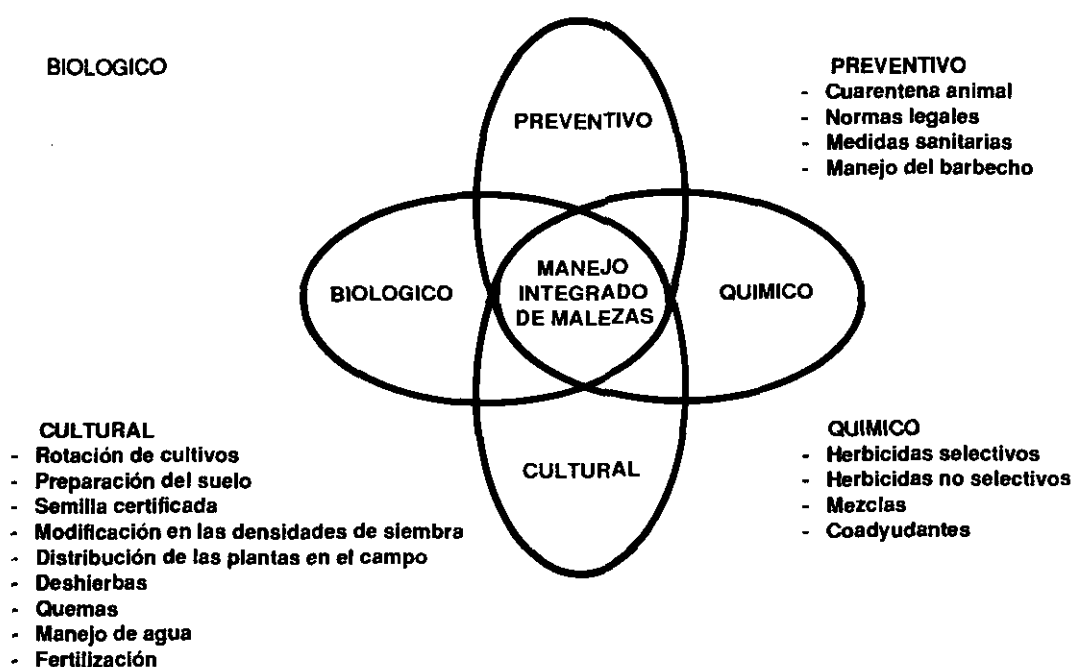 BIOLOGICO
PREVENTIVO
- Cuarentena animal
- Normas legales
- Medidas sanitarias
- Manejo del barbecho
PREVENTIVO
BIOLOGICO
MANEJO
INTEGRADO
DE MALEZAS
QUIMICO
CULTURAL
CULTURAL
- Rotación de cultivos
- Preparación del suelo
- Semilla certificada
- Modificación en las densidades de siembra
- Distribución de las plantas en el campo
- Deshierbas
- Quemas
- Manejo de agua
- Fertilización
QUIMICO
- Herbicidas selectivos
- Herbicidas no selectivos
- Mezclas
- Coadyudantes